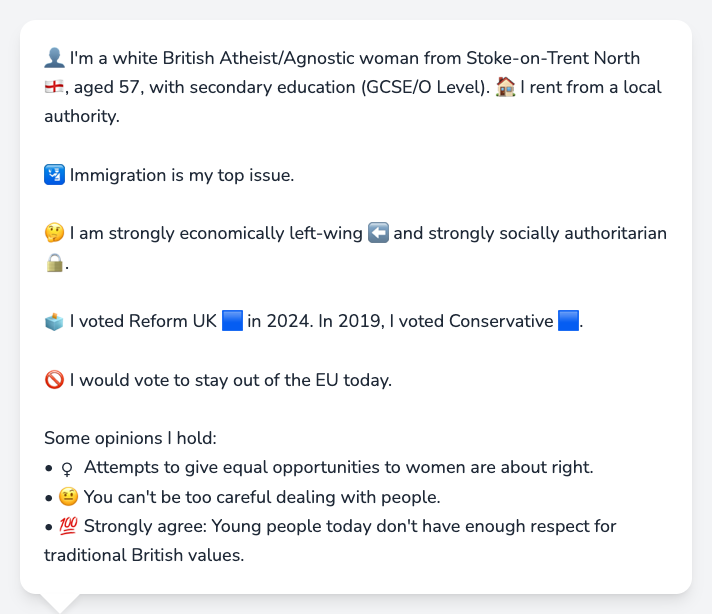 👤 I'm a white British Atheist/Agnostic woman from Stoke-on-Trent North
🏴󠁧󠁢󠁥󠁮󠁧󠁿, aged 57, with secondary education (GCSE/O Level). 🏠 I rent from a local
authority.
🛂 Immigration is my top issue.
🤔 I am strongly economically left-wing ⬅️ and strongly socially authoritarian
🔒.
🗳️ I voted Reform UK 🟦 in 2024. In 2019, I voted Conservative 🟦.
🚫 I would vote to stay out of the EU today.
Some opinions I hold:
• ♀ Attempts to give equal opportunities to women are about right.
• 🤨 You can't be too careful dealing with people.
• 💯 Strongly agree: Young people today don't have enough respect for
traditional British values.